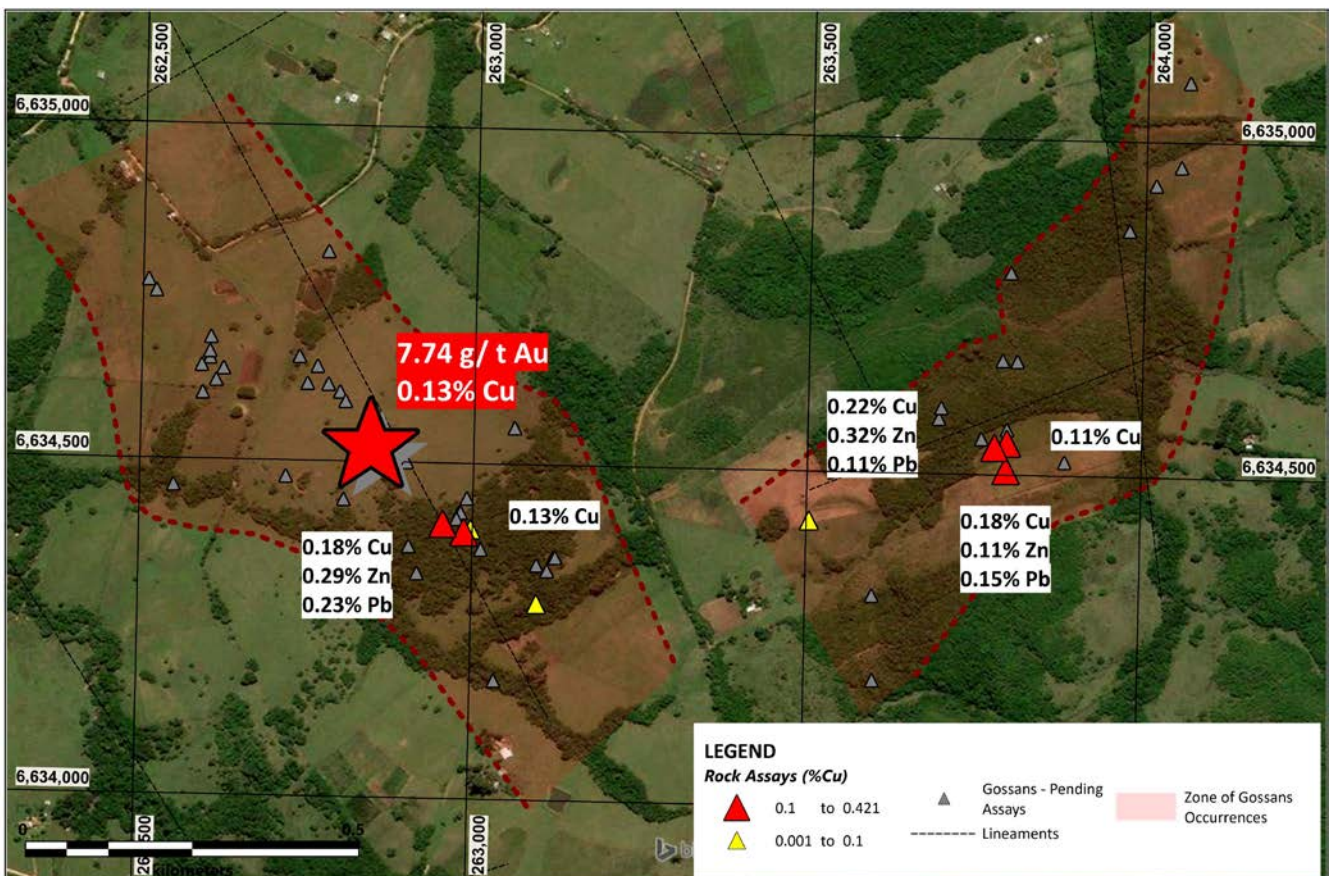 262,500
263,000
263,500
264,000
6,635,000
6,635,000
7.74 g/ t Au
0.13% Cu
0.22% Cu
0.32% Zn
0.11% Pb
0.11% Cu
6,634,500
6,634,500
0.13% Cu
0.18% Cu
0.29% Zn
0.23% Pb
0.18% Cu
0.11% Zn
0.15% Pb
6,634,000
LEGEND
Rock Assays (%Cu)
0.1 to 0.421
0.001 to 0.1
Gossans - Pending
Assays
Lineaments
Zone of Gossans
Occurrences
0
0.5
kilometers
263,000
b